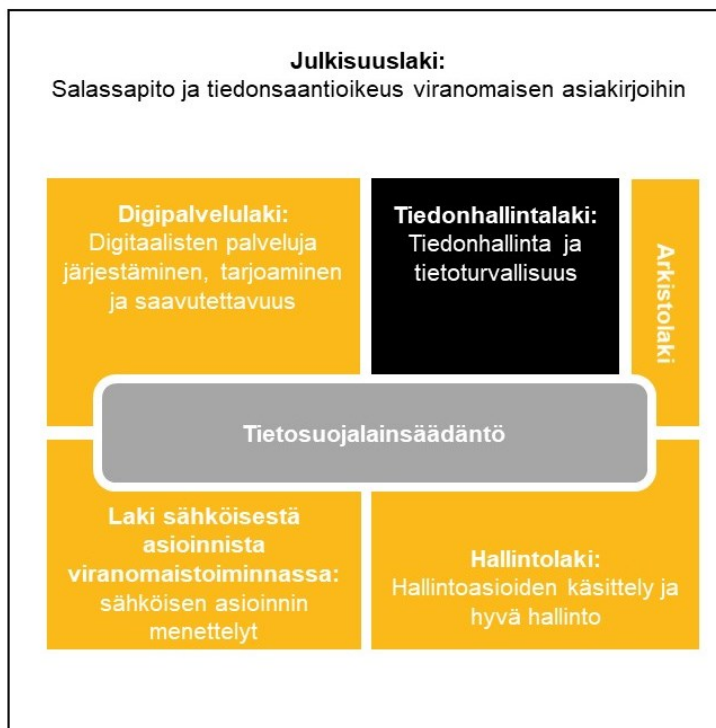 Julkisuuslaki:
Salassapito ja tiedonsaantioikeus viranomaisen asiakirjoihin
Digipalvelulaki:
Digitaalisten palveluja
järjestäminen, tarjoaminen
ja saavutettavuus
Tiedonhallintalaki:
Tiedonhallinta ja
tietoturvallisuus
Arkistolaki
Tietosuojalainsäädäntö
Laki sähköisestä
asioinnista
viranomaistoiminnassa:
sähköisen asioinnin
menettelyt
Hallintolaki:
Hallintoasioiden käsittely ja
hyvä hallinto